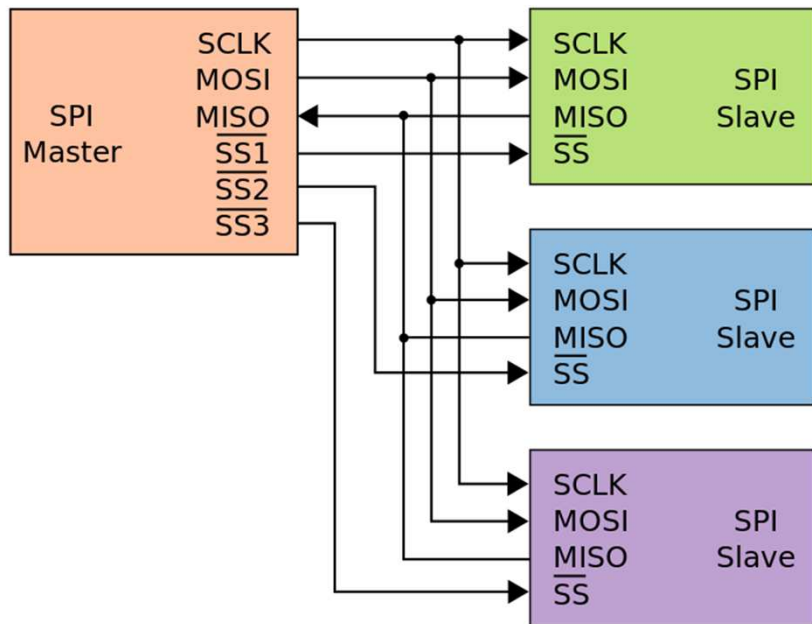 SPI
Master
SCLK
MOSI
MISO
SS1
SS2
SS3
SCLK
MOSI
MISO
SS
SPI
Slave
SCLK
MOSI
MISO
SS
SPI
Slave
SCLK
MOSI
MISO
SS
SPI
Slave